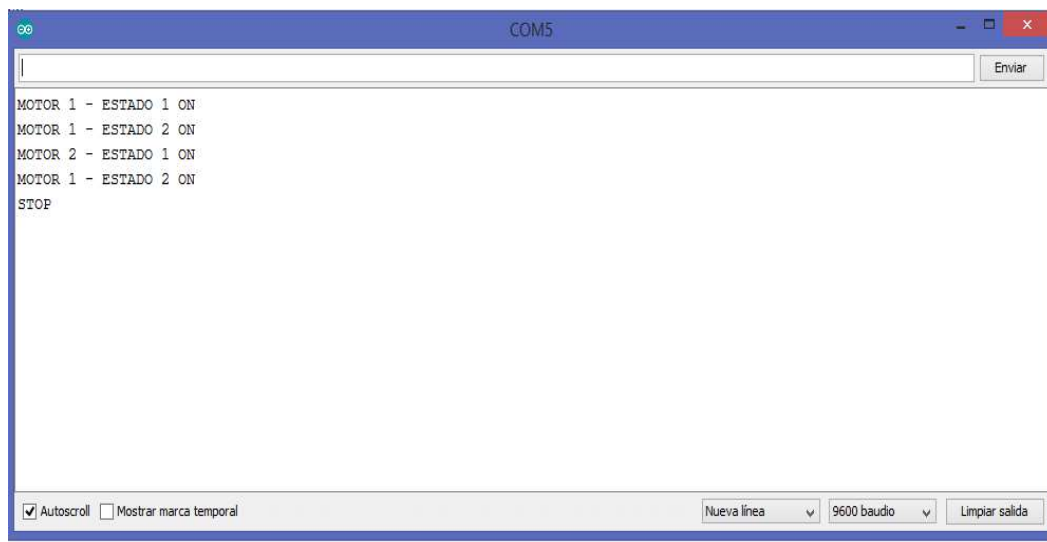 COM5
Enviar
MOTOR 1 - ESTADO 1 ON
MOTOR 1 - ESTADO 2 ON
MOTOR 2 - ESTADO 1 ON
MOTOR 1 - ESTADO 2 ON
STOP
Autoscroll Mostrar marca temporal Nueva línea 9600 baudio Limpiar salida